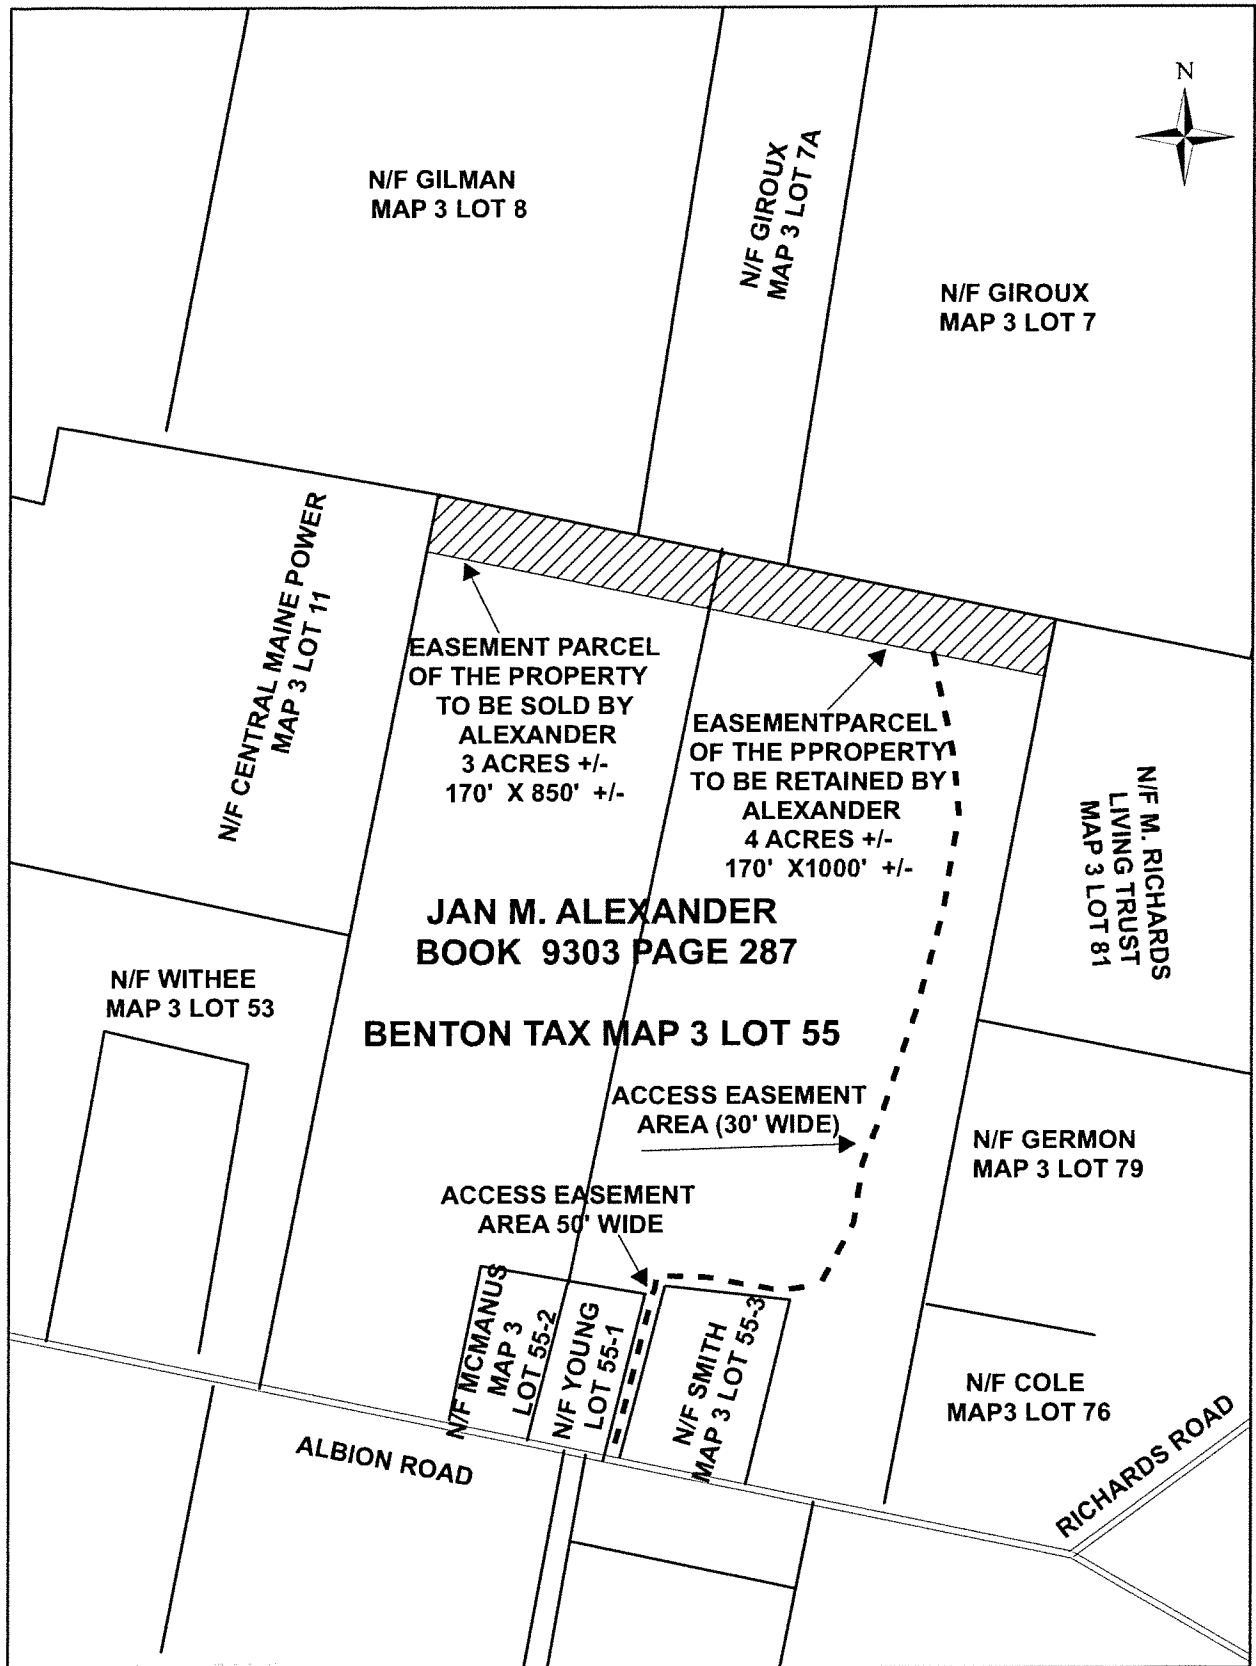 N
N/F GILMAN
MAP 3 LOT 8
N/F GIROUX
MAP 3 LOT 7A
N/F GIROUX
MAP 3 LOT 7
N/F CENTRAL MAINE POWER
MAP 3 LOT 11
EASEMENT PARCEL
OF THE PROPERTY
TO BE SOLD BY
ALEXANDER
3 ACRES +/-
170' X 850' +/-
EASEMENTPARCEL
OF THE PPROPERTY
TO BE RETAINED BY
ALEXANDER
4 ACRES +/-
170' X1000' +/-
N/F M. RICHARDS
LIVING TRUST
MAP 3 LOT 81
JAN M. ALEXANDER
BOOK 9303 PAGE 287
BENTON TAX MAP 3 LOT 55
N/F WITHEE
MAP 3 LOT 53
ACCESS EASEMENT
AREA (30' WIDE)
N/F GERMON
MAP 3 LOT 79
ACCESS EASEMENT
AREA 50' WIDE
N/F MCMANUS
MAP 3
LOT 55-2
N/F YOUNG
LOT 55-1
N/F SMITH
MAP 3 LOT 55-3
N/F COLE
MAP3 LOT 76
ALBION ROAD
RICHARDS ROAD